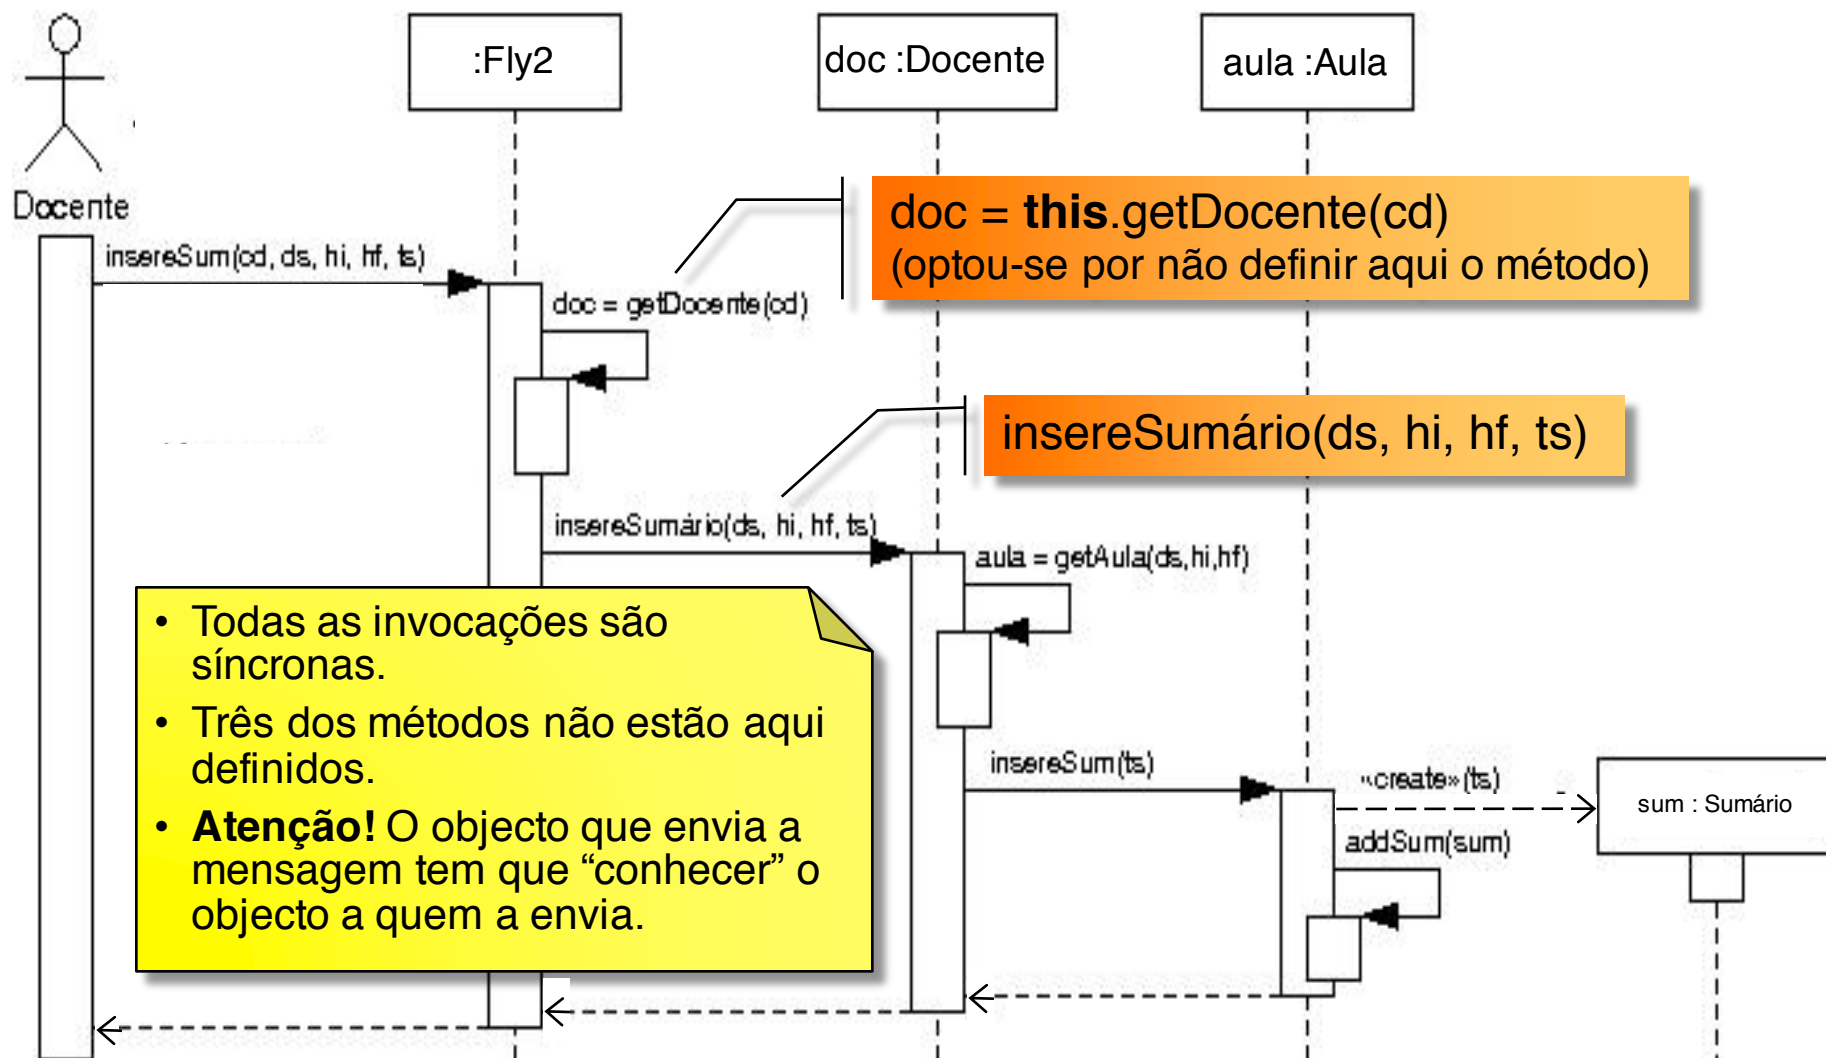 :Fly2
doc :Docente
aula :Aula
Docente
doc = this.getDocente(cd)
(optou-se por não definir aqui o método)
insereSum(cd, ds, hi, hf, ts)
doc = getDocente(cd)
insereSumário(ds, hi, hf, ts)
insereSumário(ds, hi, hf, ts)
aula = getAula(ds,hi,hf)
• Todas as invocações são
síncronas.
• Três dos métodos não estão aqui
definidos.
• Atenção! O objecto que envia a
mensagem tem que “conhecer” o
objecto a quem a envia.
insereSum(ts)
«create»(ts)
sum : Sumário
addSum(sum)